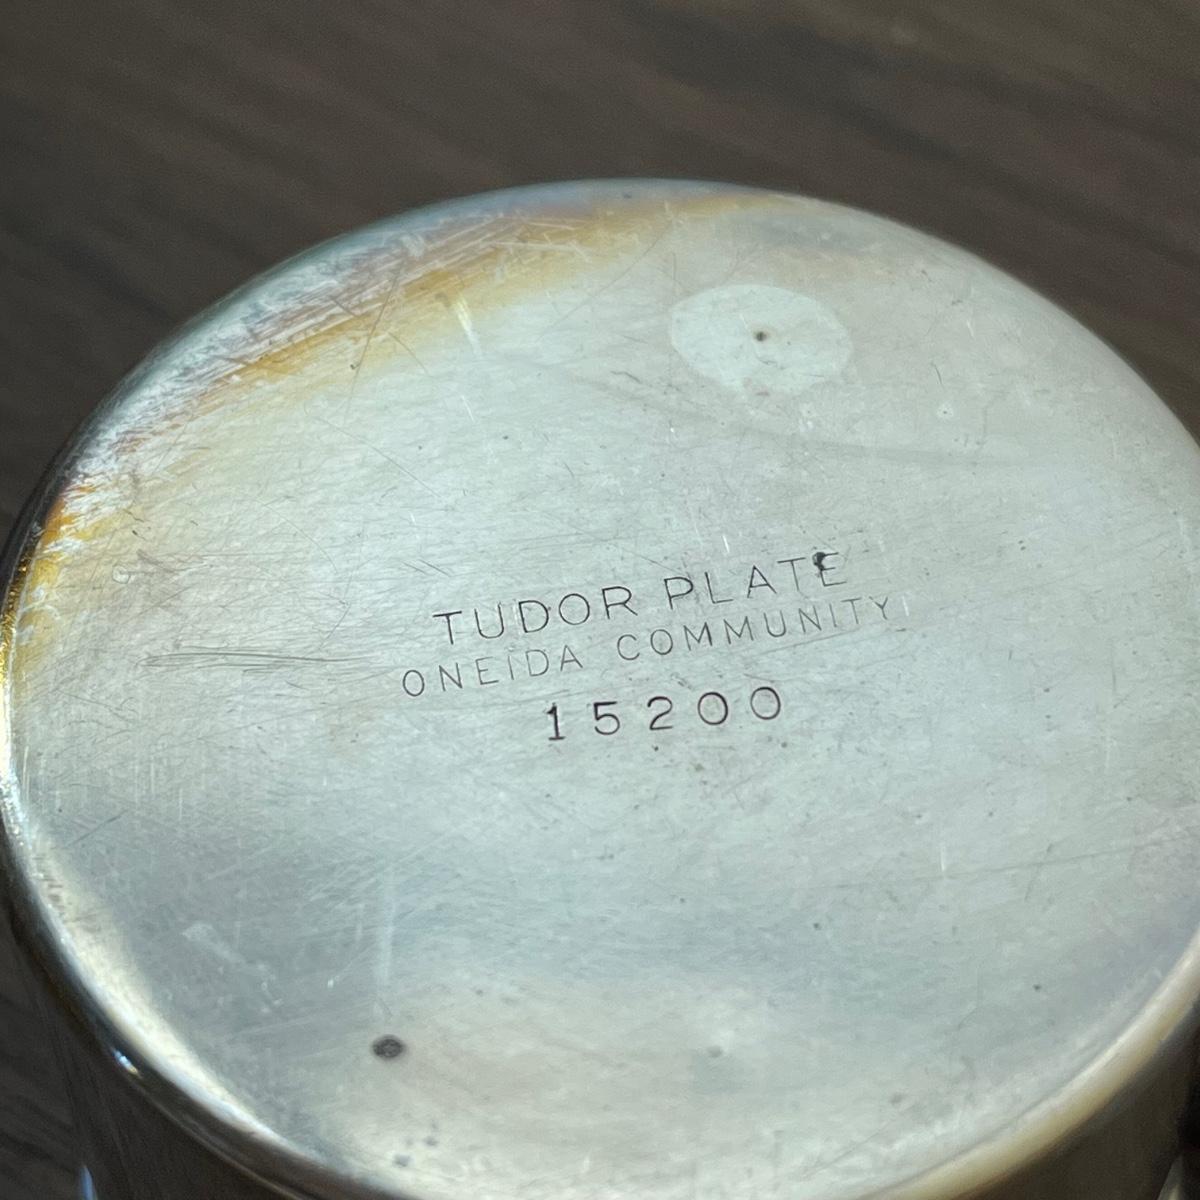 TUDOR PLATE
ONEIDA COMMUNITY
15200